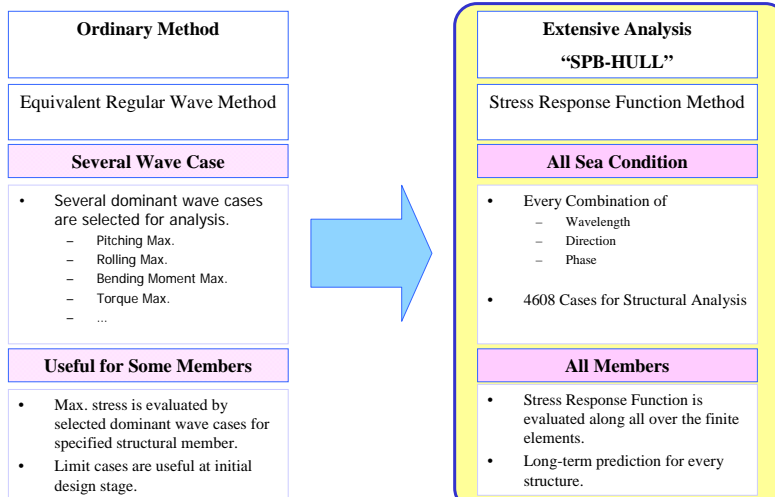 Ordinary Method
Equivalent Regular Wave Method
Several Wave Case
• Several dominant wave cases
are selected for analysis.
– Pitching Max.
– Rolling Max.
– Bending Moment Max.
– Torque Max.
– ...
Useful for Some Members
• Max. stress is evaluated by
selected dominant wave cases for
specified structural member.
• Limit cases are useful at initial
design stage.
Extensive Analysis
“SPB-HULL”
Stress Response Function Method
All Sea Condition
• Every Combination of
– Wavelength
– Direction
– Phase
• 4608 Cases for Structural Analysis
All Members
• Stress Response Function is
evaluated along all over the finite
elements.
• Long-term prediction for every
structure.